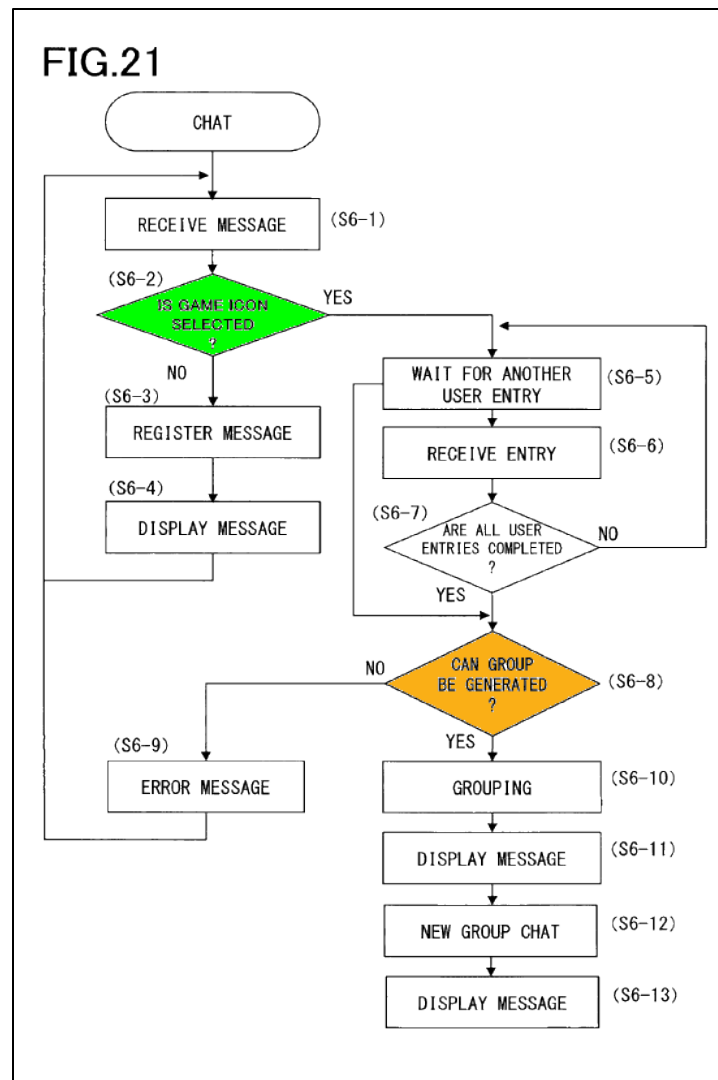 FIG.21
CHAT
RECEIVE MESSAGE
(S6-1)
(S6-2)
IS GAME ICON
SELECTED
?
YES
NO
(S6-3)
REGISTER MESSAGE
(S6-4)
DISPLAY MESSAGE
WAIT FOR ANOTHER
USER ENTRY
(S6-5)
RECEIVE ENTRY
(S6-6)
(S6-7)
ARE ALL USER
ENTRIES COMPLETED
?
NO
YES
CAN GROUP
BE GENERATED
?
(S6-8)
NO
YES
(S6-9)
ERROR MESSAGE
GROUPING
(S6-10)
DISPLAY MESSAGE
(S6-11)
NEW GROUP CHAT
(S6-12)
DISPLAY MESSAGE
(S6-13)